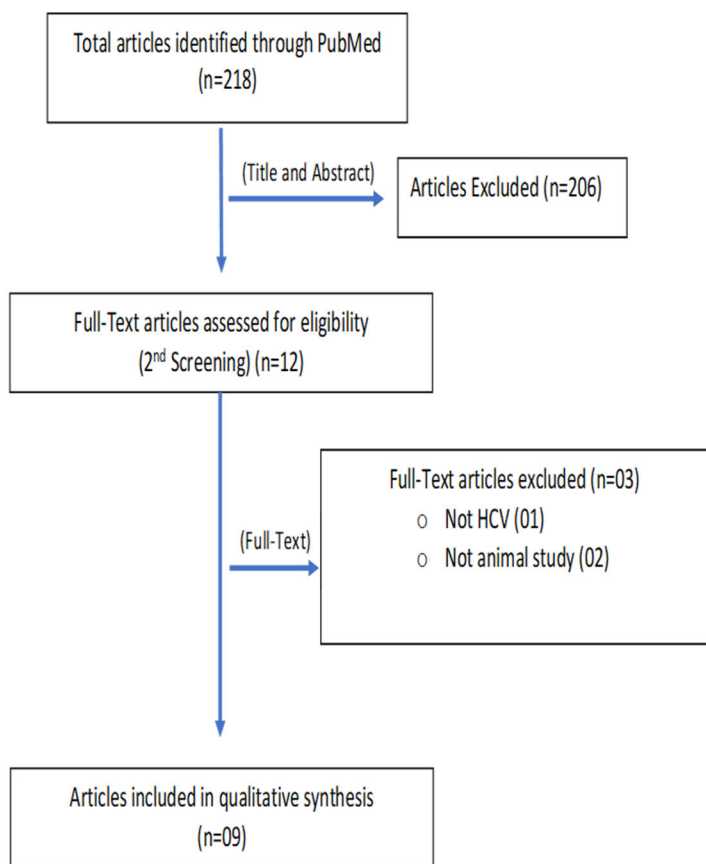 Total articles identified through PubMed
(n=218)
(Title and Abstract)
Articles Excluded (n=206)
Full-Text articles assessed for eligibility
(2nd Screening) (n=12)
Full-Text articles excluded (n=03)
o Not HCV (01)
o Not animal study (02)
(Full-Text)
Articles included in qualitative synthesis
(n=09)